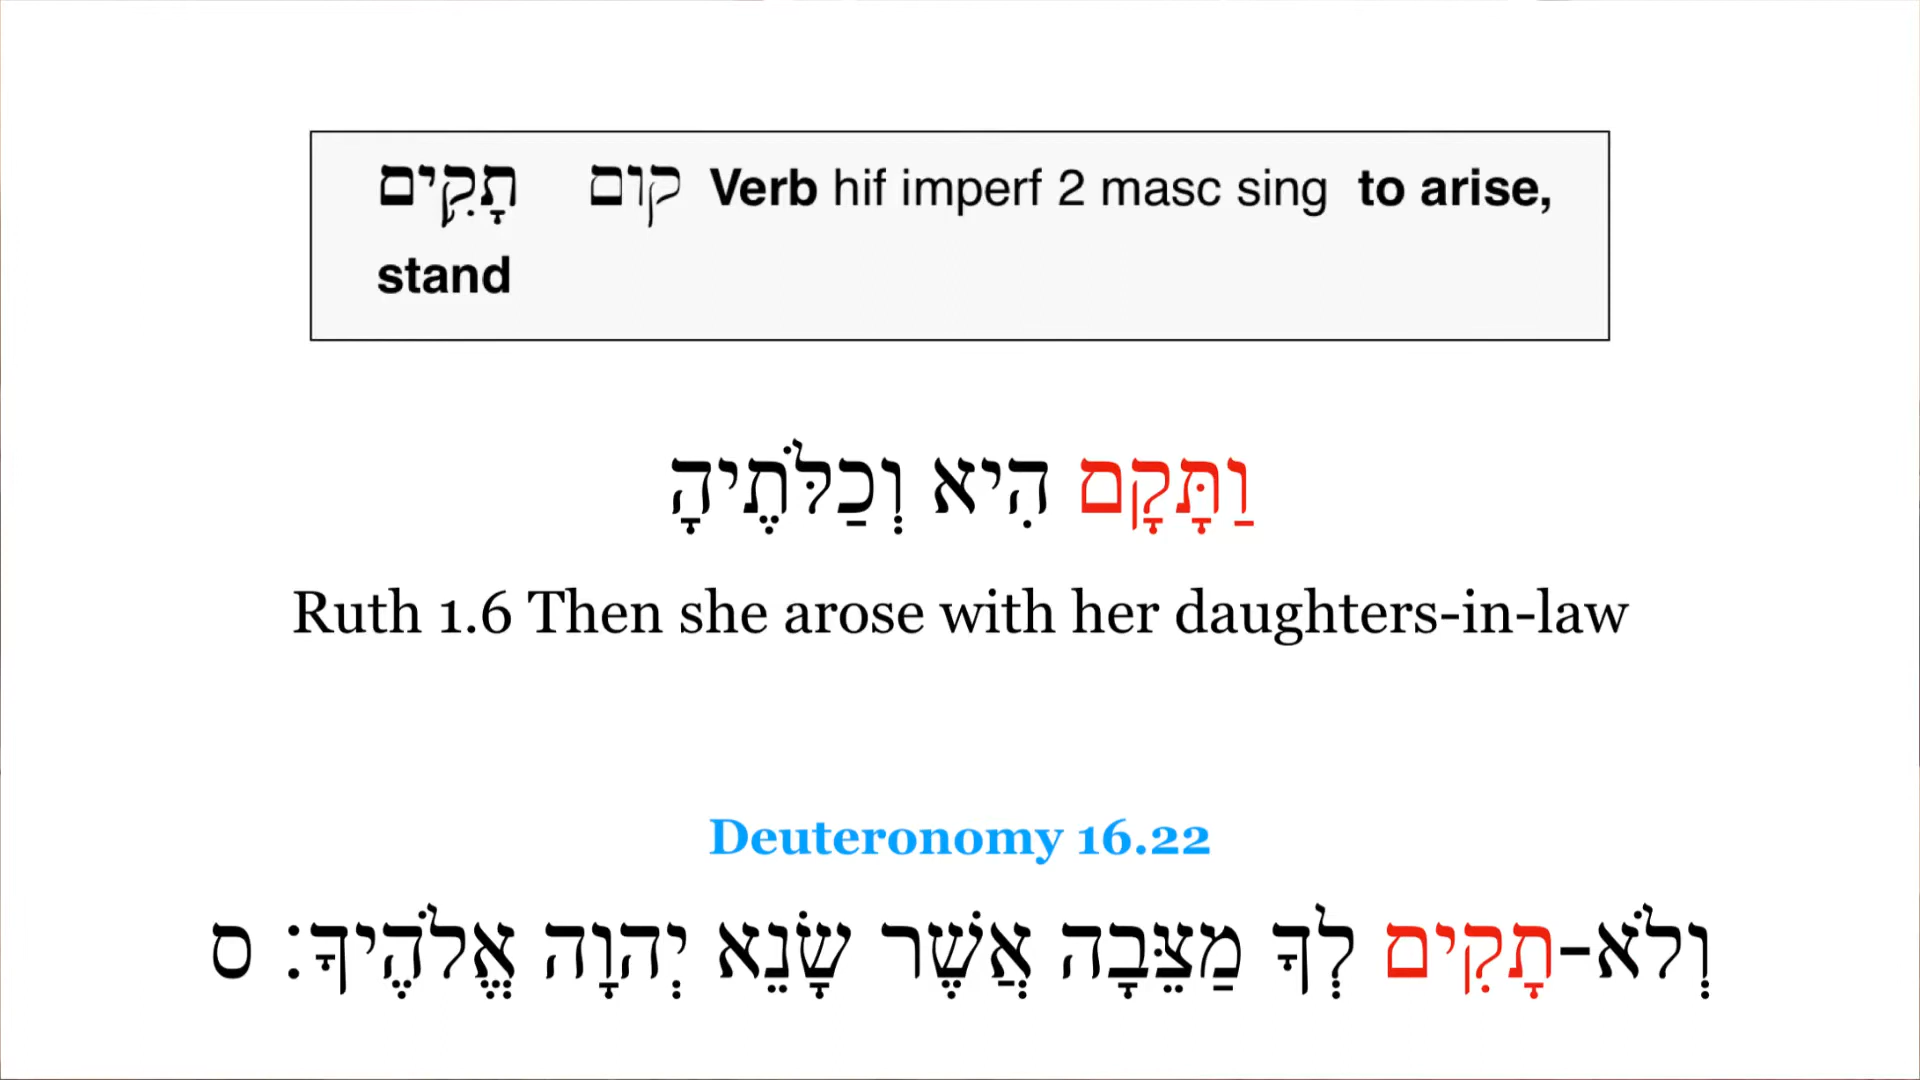 תָקִים קום Verb hif imperf 2 masc sing to arise,
stand
וַתָּקָם הִיא וְכַלֹּתֶיהָ
Ruth 1.6 Then she arose with her daughters-in-law
Deuteronomy 16.22
וְלֹא-תָקִים לְךָ מַצֵּבָה אֲשֶׁר שָׂנֵא יְהוָה אֱלֹהֶיךָ: ס